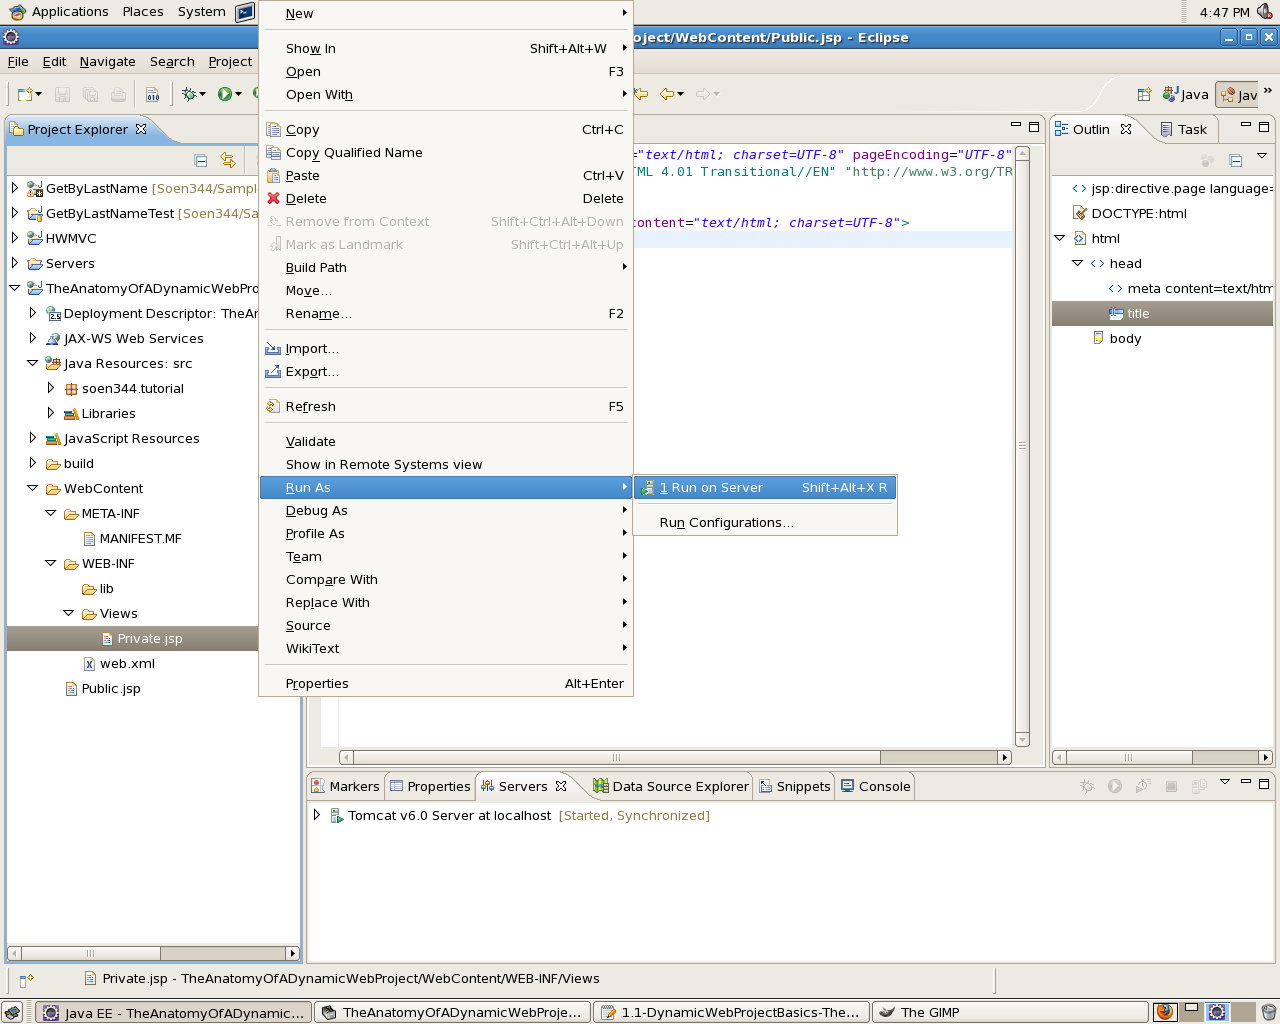 Applications Places System
4:47 PM
oject/WebContent/Public.jsp - Eclipse
File Edit Navigate Search Project
Java
Jav
»
Project Explorer
GetByLastName [Soen344/Sampl
GetByLastNameTest [Soen344/Sa
HWMVC
Servers
TheAnatomyOfADynamicWebPro
Deployment Descriptor: TheAn
JAX-WS Web Services
Java Resources: src
soen344.tutorial
Libraries
JavaScript Resources
build
WebContent
META-INF
MANIFEST.MF
WEB-INF
lib
Views
Private.jsp
web.xml
Public.jsp
New
Show In Shift+Alt+W
Open F3
Open With
Copy Ctrl+C
Copy Qualified Name
Paste Ctrl+V
Delete Delete
Remove from Context Shift+Ctrl+Alt+Down
Mark as Landmark Shift+Ctrl+Alt+Up
Build Path
Move...
Rename... F2
Import...
Export...
Refresh F5
Validate
Show in Remote Systems view
Run As
Debug As
Profile As
Team
Compare With
Replace With
Source
WikiText
Properties Alt+Enter
1 Run on Server Shift+Alt+X R
Run Configurations...
="text/html; charset=UTF-8" pageEncoding="UTF-8"
TML 4.01 Transitional//EN" "http://www.w3.org/TR
content="text/html; charset=UTF-8">
Outlin
Task
jsp:directive.page language=
DOCTYPE:html
html
head
meta content=text/htm
title
body
Markers Properties Servers Data Source Explorer Snippets Console
Tomcat v6.0 Server at localhost [Started, Synchronized]
Private.jsp - TheAnatomyOfADynamicWebProject/WebContent/WEB-INF/Views
Java EE - TheAnatomyOfADynamic...
TheAnatomyOfADynamicWebProje...
1.1-DynamicWebProjectBasics-The...
The GIMP